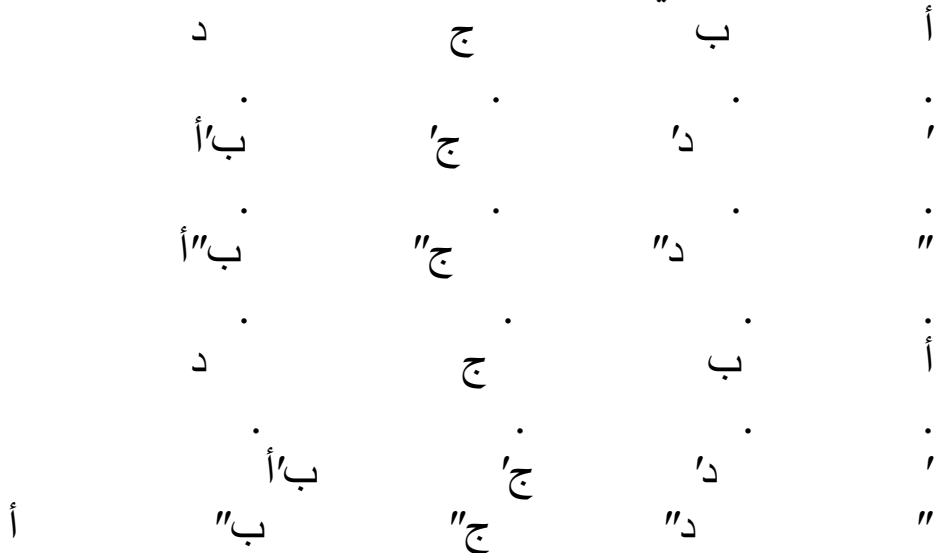 أ ب ج د
. . . .
′ د′ ج′ ب′أ
. . . .
″ د″ ج″ ب″أ
. . . .
أ ب ج د
. . . .
′ د′ ج′ ب′أ
″ د″ ج″ ب″ أ